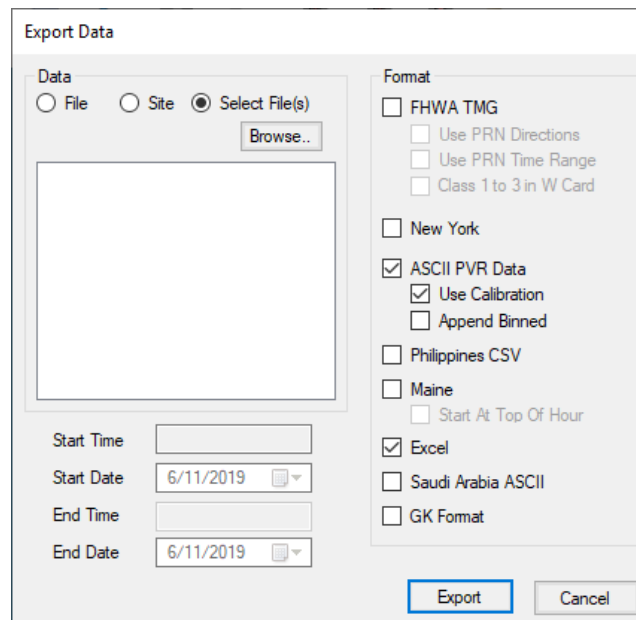 Export Data
Data
File
Site
Select File(s)
Browse..
Start Time
Start Date
6/11/2019
End Time
End Date
6/11/2019
Format
FHWA TMG
Use PRN Directions
Use PRN Time Range
Class 1 to 3 in W Card
New York
ASCII PVR Data
Use Calibration
Append Binned
Philippines CSV
Maine
Start At Top Of Hour
Excel
Saudi Arabia ASCII
GK Format
Export
Cancel